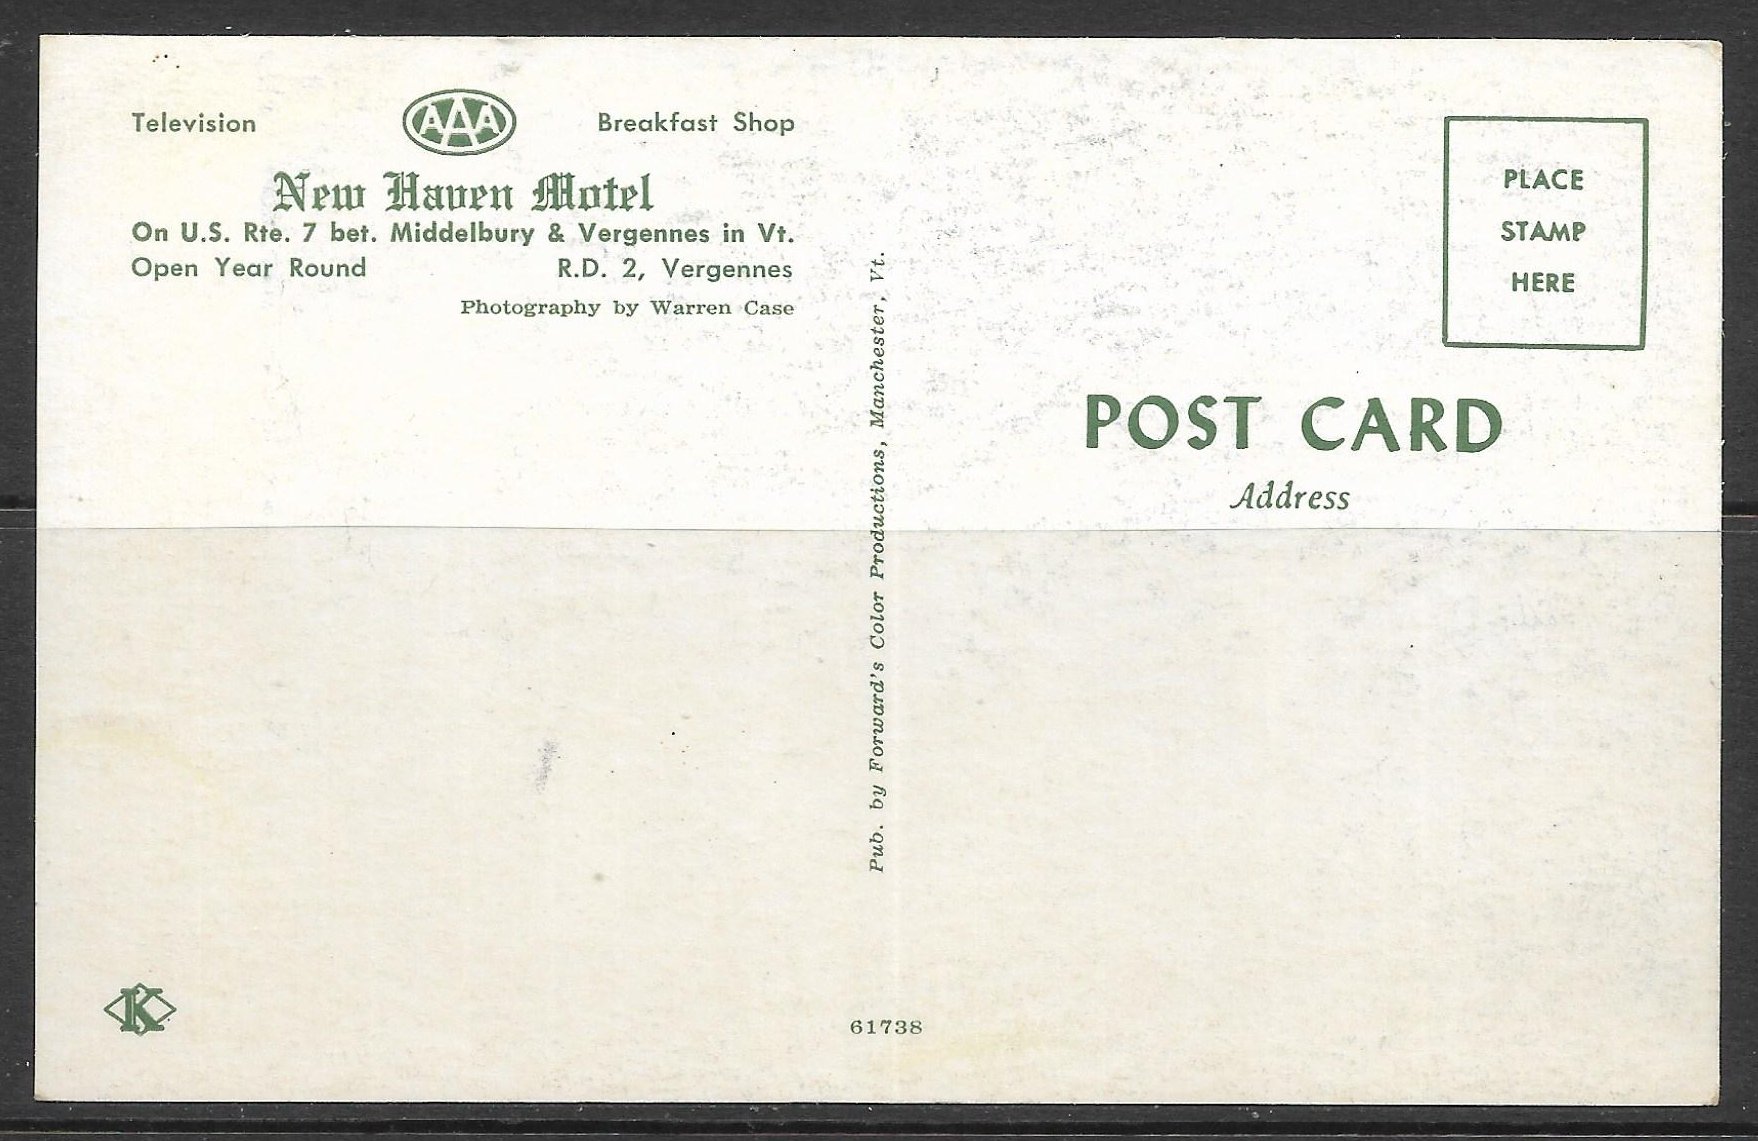 Television AAA Breakfast Shop
New Haven Motel
On U.S. Rte. 7 bet. Middelbury & Vergennes in Vt.
Open Year Round R.D. 2, Vergennes
Photography by Warren Case
Pub. by Forward's Color Productions, Manchester, Vt.
PLACE
STAMP
HERE
POST CARD
Address
K
61738